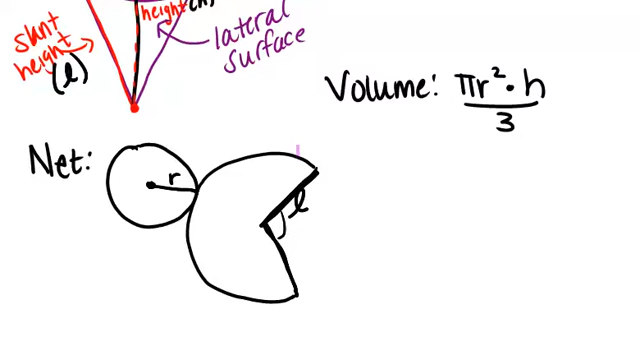 height (h)
slant
height
(l)
lateral
surface
Volume: πr² · h
3
Net:
r
l